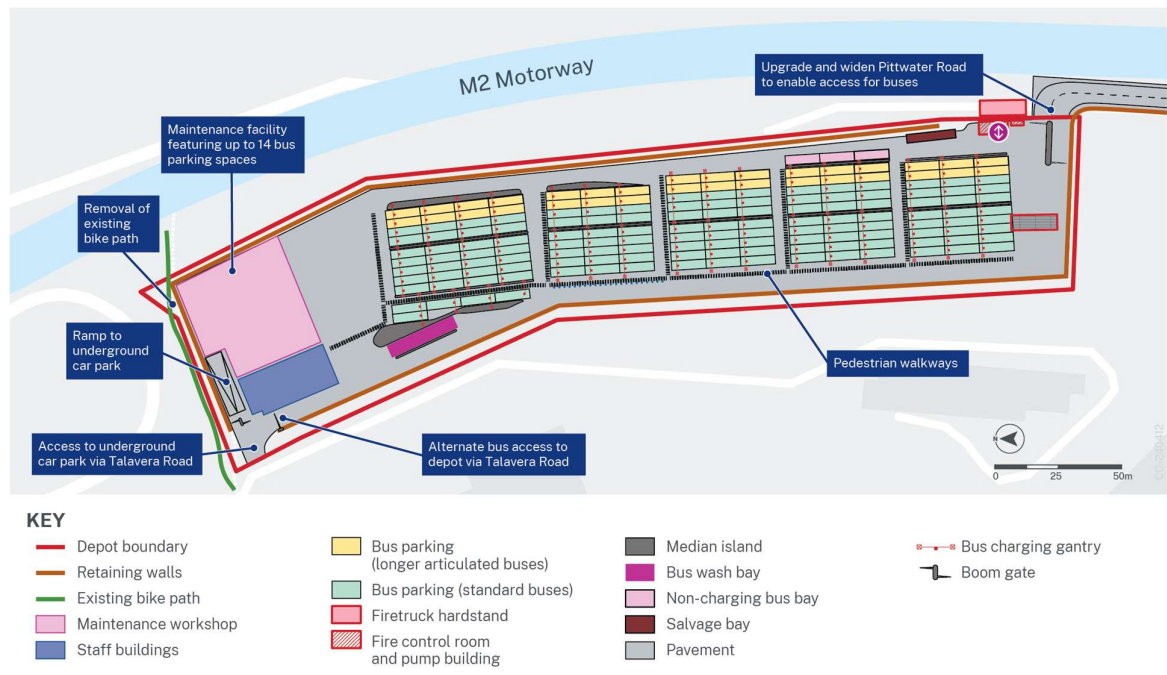 M2 Motorway
Upgrade and widen Pittwater Road
to enable access for buses
Maintenance facility
featuring up to 14 bus
parking spaces
Removal of
existing
bike path
Ramp to
underground
car park
Pedestrian walkways
Access to underground
car park via Talavera Road
Alternate bus access to
depot via Talavera Road
N
0 25 50m
CC 240412
KEY
Depot boundary
Retaining walls
Existing bike path
Maintenance workshop
Staff buildings
Bus parking
(longer articulated buses)
Bus parking (standard buses)
Firetruck hardstand
Fire control room
and pump building
Median island
Bus wash bay
Non-charging bus bay
Salvage bay
Pavement
Bus charging gantry
Boom gate